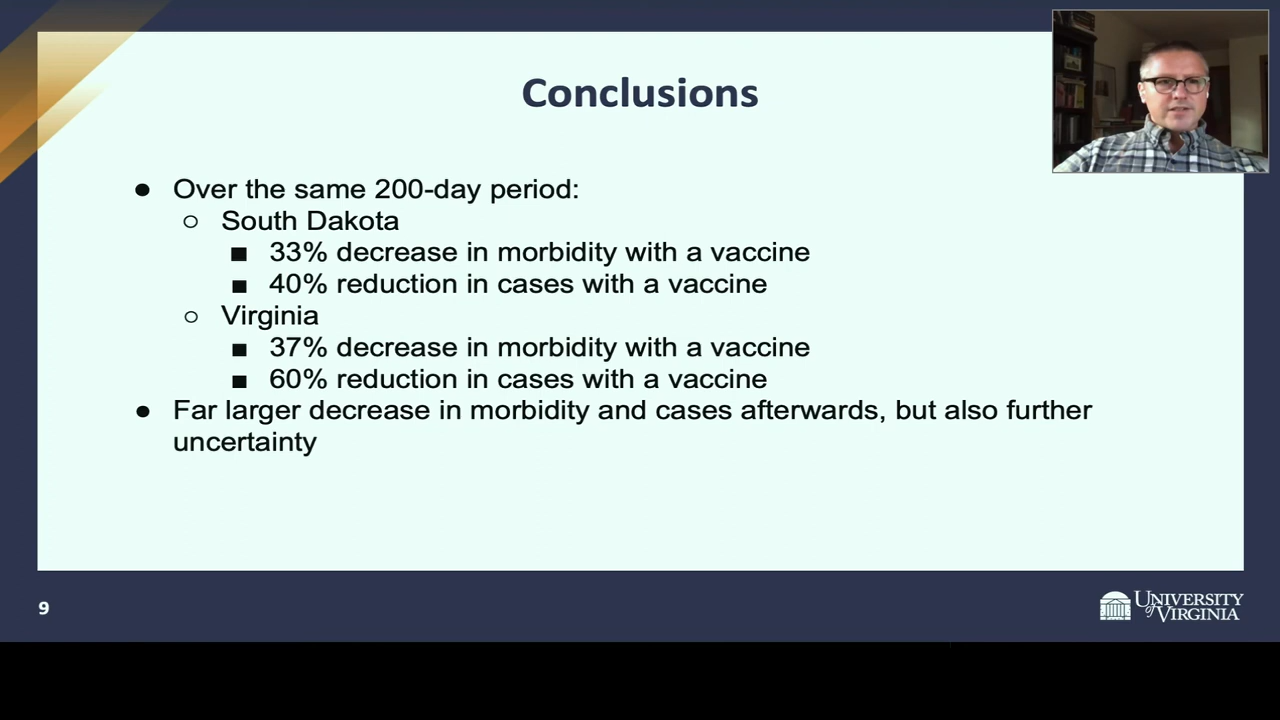 Conclusions
● Over the same 200-day period:
○ South Dakota
■ 33% decrease in morbidity with a vaccine
■ 40% reduction in cases with a vaccine
○ Virginia
■ 37% decrease in morbidity with a vaccine
■ 60% reduction in cases with a vaccine
● Far larger decrease in morbidity and cases afterwards, but also further
uncertainty
9
UNIVERSITY
of VIRGINIA